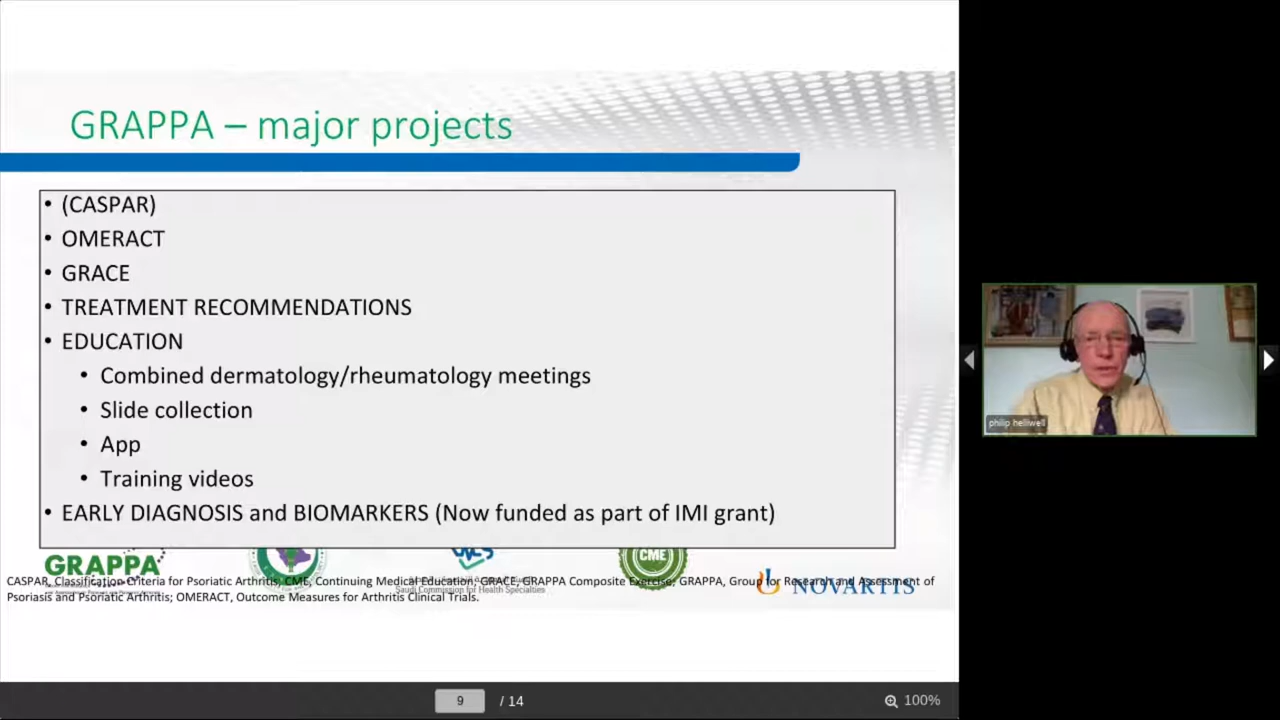 GRAPPA – major projects
• (CASPAR)
• OMERACT
• GRACE
• TREATMENT RECOMMENDATIONS
• EDUCATION
• Combined dermatology/rheumatology meetings
• Slide collection
• App
• Training videos
• EARLY DIAGNOSIS and BIOMARKERS (Now funded as part of IMI grant)
GRAPPA
CME
NOVARTIS
CASPAR, Classification Criteria for Psoriatic Arthritis; CME, Continuing Medical Education; GRACE, GRAPPA Composite Exercise; GRAPPA, Group for Research and Assessment of
Psoriasis and Psoriatic Arthritis; OMERACT, Outcome Measures for Arthritis Clinical Trials.
Saudi Commission for Health Specialties
philip helliwell
9 / 14
100%